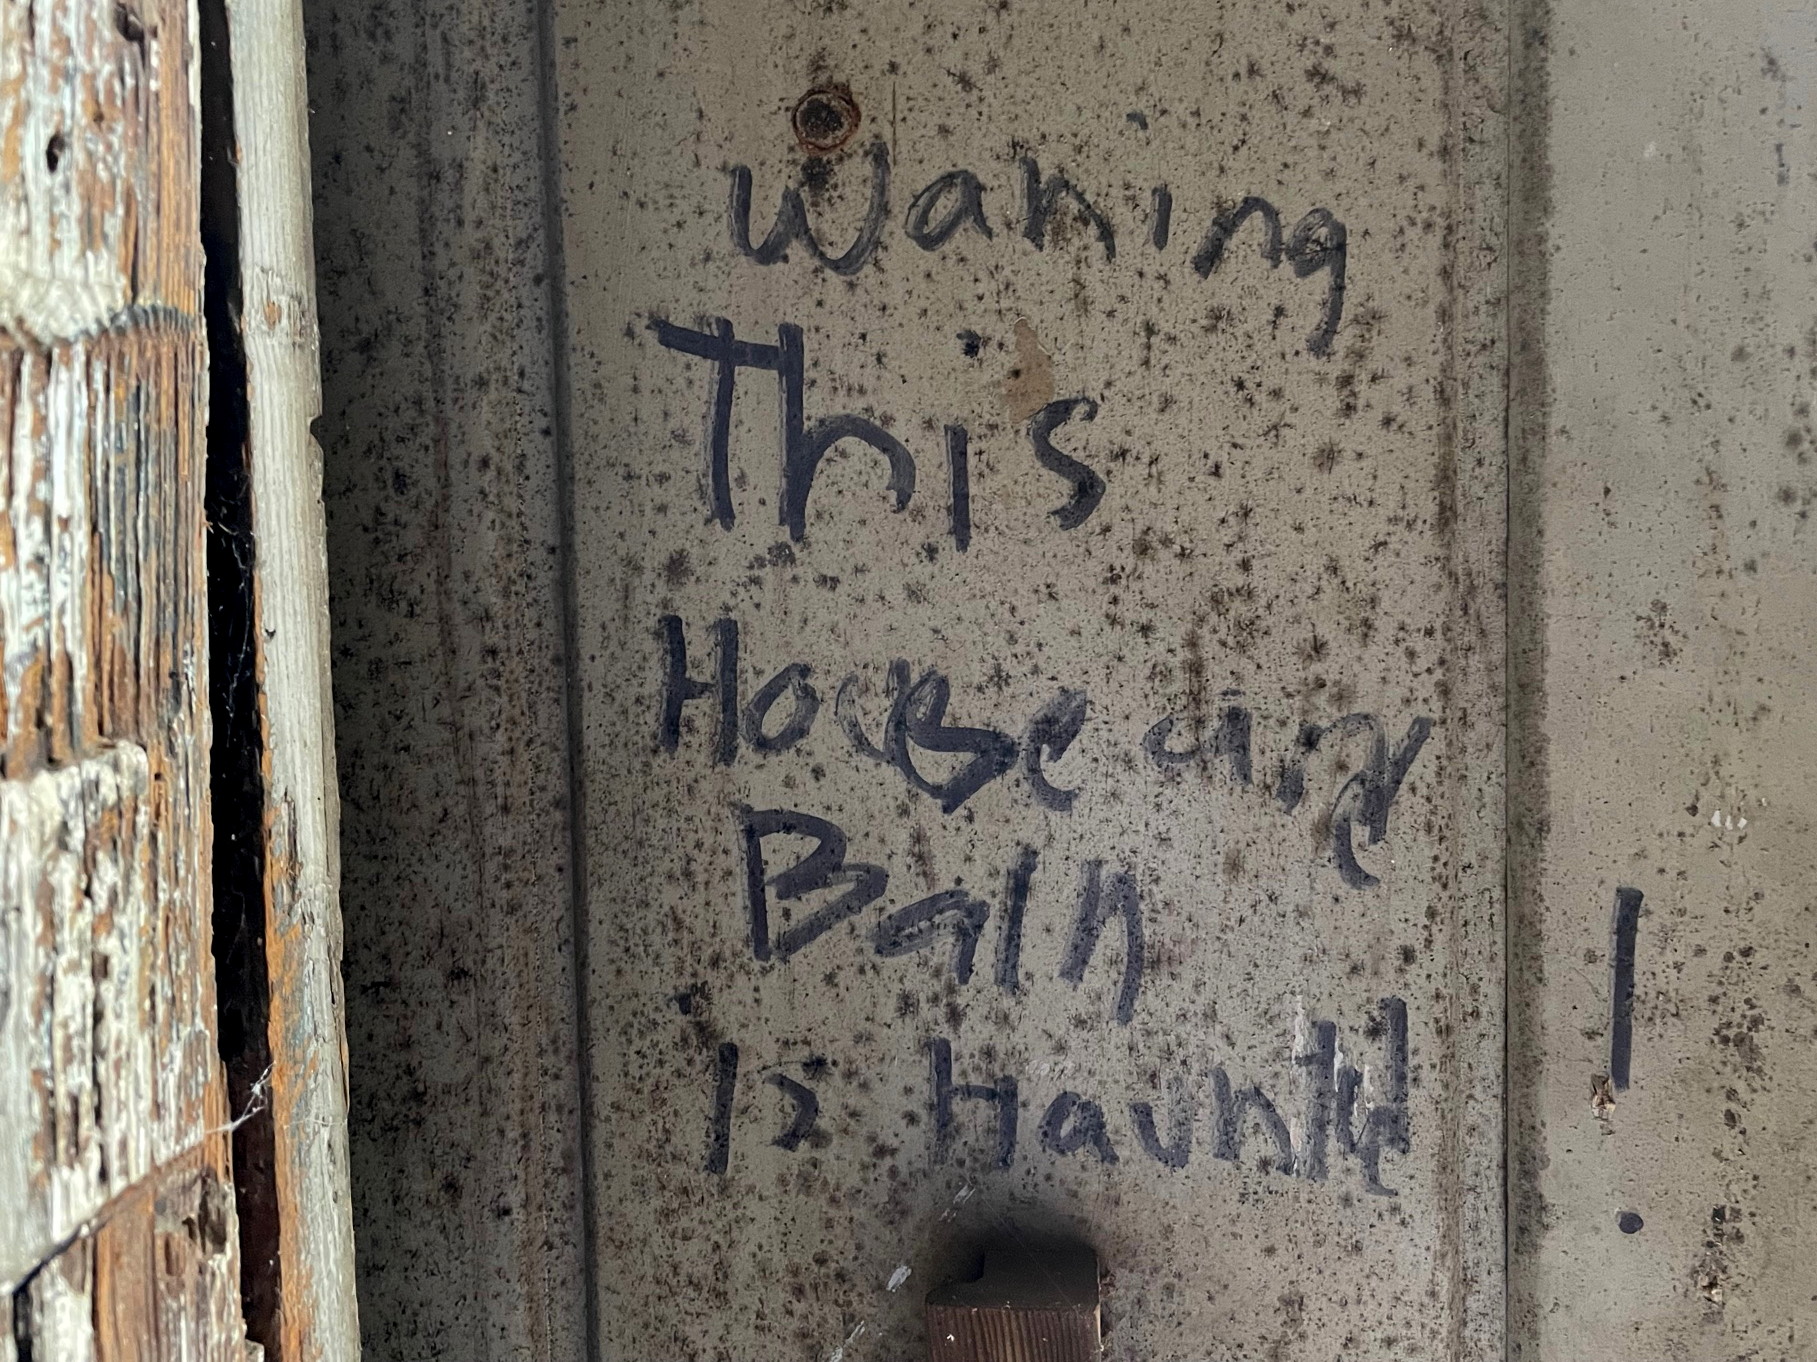 Waning
This
House and
Baln
Is Haunted !